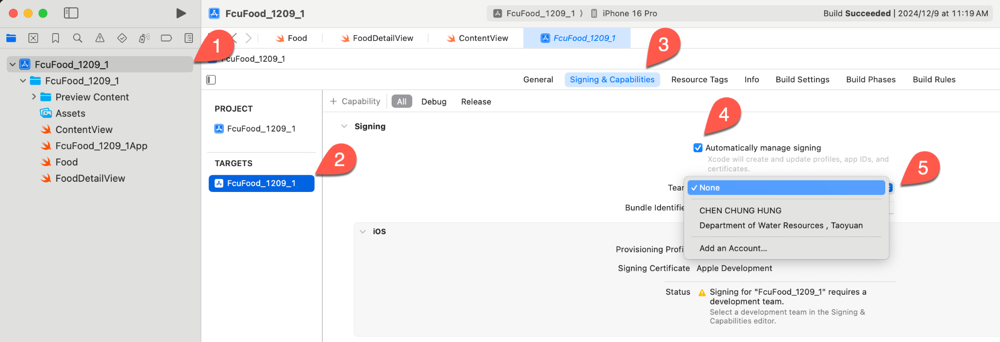 FcuFood_1209_1
FcuFood_1209_1 〉 iPhone 16 Pro
Build Succeeded | 2024/12/9 at 11:19 AM
Food
FoodDetailView
ContentView
FcuFood_1209_1
1
3
FcuFood_1209_1
FcuFood_1209_1
FcuFood_1209_1
Preview Content
Assets
ContentView
FcuFood_1209_1App
Food
FoodDetailView
General
Signing & Capabilities
Resource Tags
Info
Build Settings
Build Phases
Build Rules
PROJECT
FcuFood_1209_1
TARGETS
FcuFood_1209_1
2
+ Capability
All
Debug
Release
Signing
4
Automatically manage signing
Xcode will create and update profiles, app IDs, and
certificates.
5
Team
None
CHEN CHUNG HUNG
Department of Water Resources , Taoyuan
Add an Account...
Bundle Identifie
iOS
Provisioning Profi
Signing Certificate Apple Development
Status Signing for "FcuFood_1209_1" requires a
development team.
Select a development team in the Signing &
Capabilities editor.